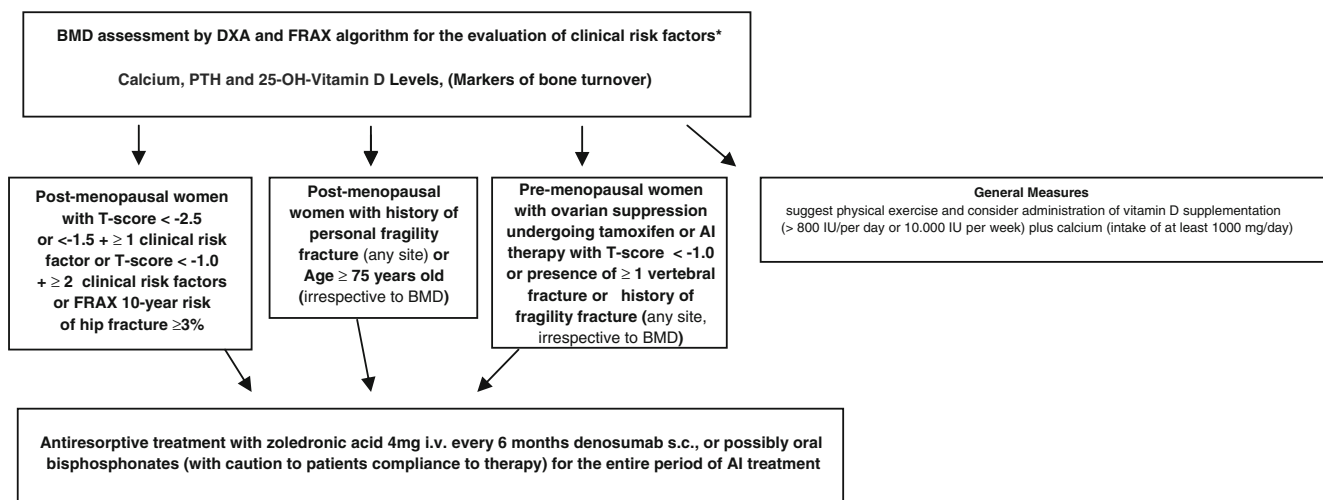 BMD assessment by DXA and FRAX algorithm for the evaluation of clinical risk factors*
Calcium, PTH and 25-OH-Vitamin D Levels, (Markers of bone turnover)
Post-menopausal women
with T-score < -2.5
or <-1.5 + ≥ 1 clinical risk
factor or T-score < -1.0
+ ≥ 2 clinical risk factors
or FRAX 10-year risk
of hip fracture ≥3%
Post-menopausal
women with history of
personal fragility
fracture (any site) or
Age ≥ 75 years old
(irrespective to BMD)
Pre-menopausal women
with ovarian suppression
undergoing tamoxifen or AI
therapy with T-score < -1.0
or presence of ≥ 1 vertebral
fracture or history of
fragility fracture (any site,
irrespective to BMD)
General Measures
suggest physical exercise and consider administration of vitamin D supplementation
(> 800 IU/per day or 10.000 IU per week) plus calcium (intake of at least 1000 mg/day)
Antiresorptive treatment with zoledronic acid 4mg i.v. every 6 months denosumab s.c., or possibly oral
bisphosphonates (with caution to patients compliance to therapy) for the entire period of AI treatment